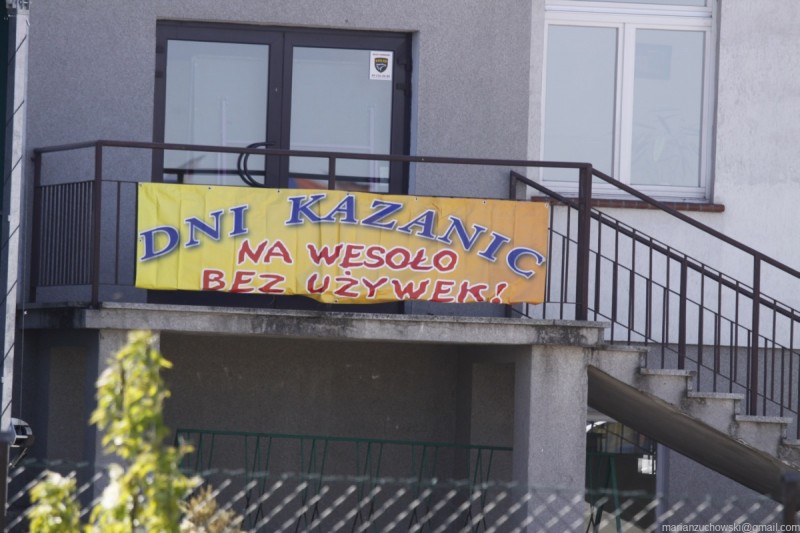 DNI KAZANIC
NA WESOŁO
BEZ UŻYWEK!
marianzuchowski@gmail.com